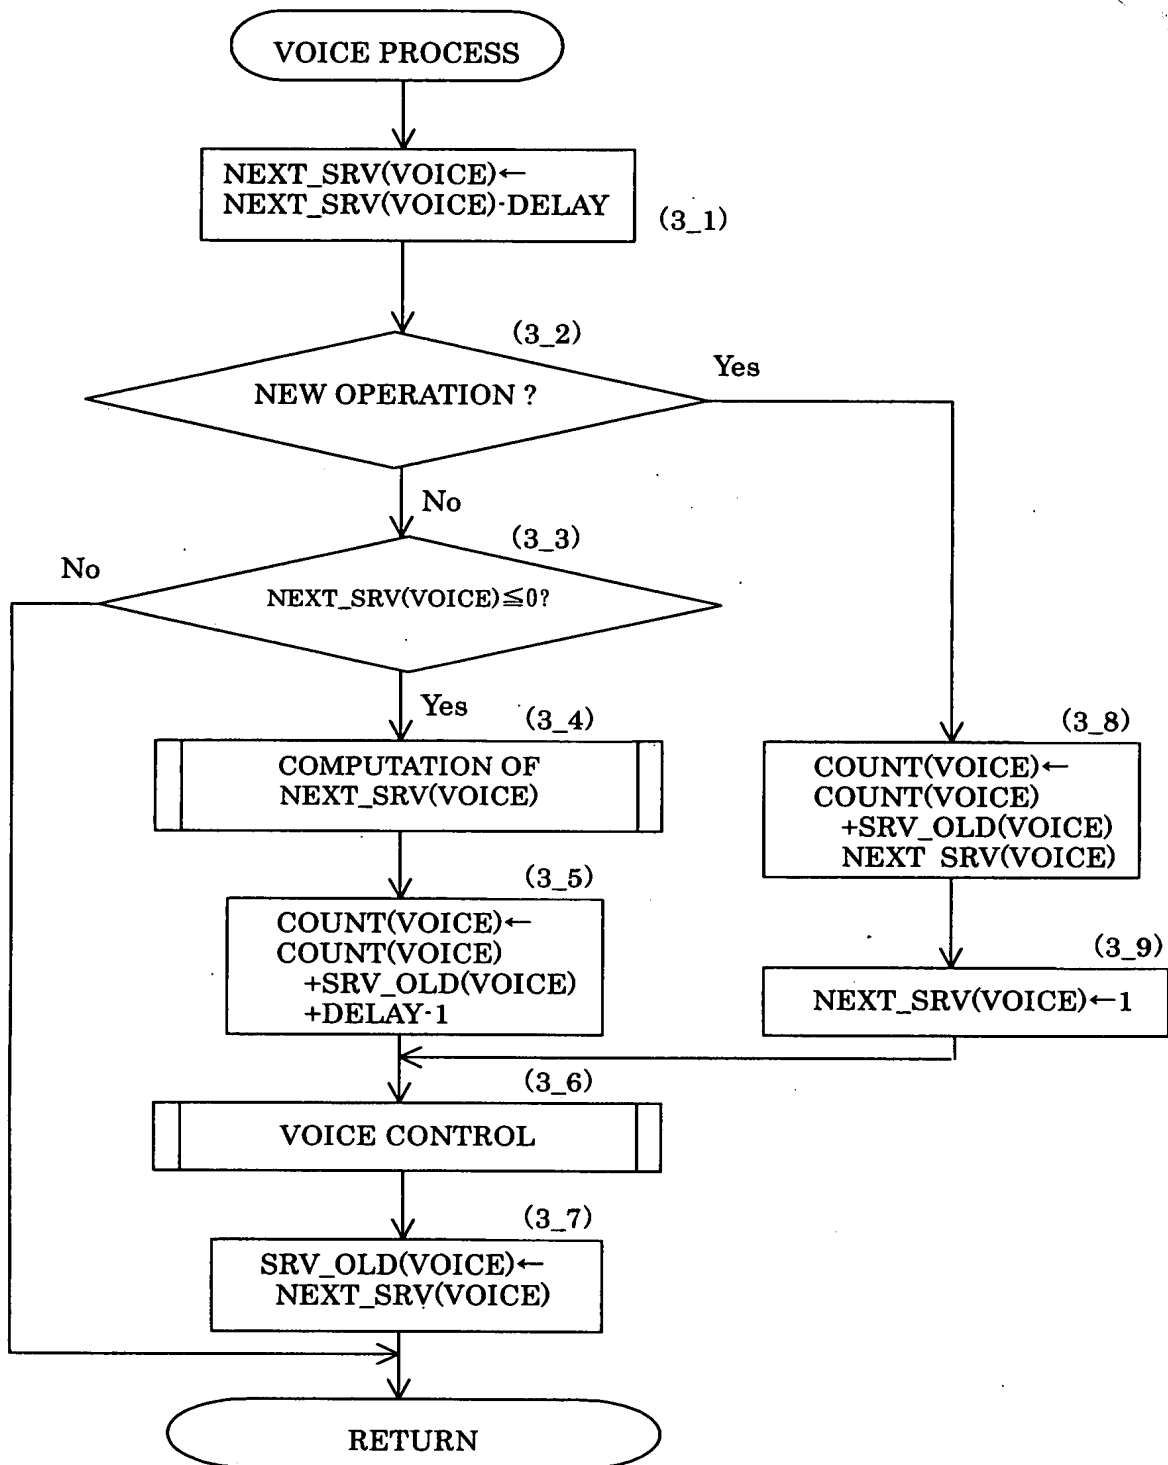 VOICE PROCESS
NEXT_SRV(VOICE)←
NEXT_SRV(VOICE)-DELAY
(3_1)
(3_2)
NEW OPERATION ?
Yes
No
(3_3)
NEXT_SRV(VOICE)≦0?
No
Yes
(3_4)
COMPUTATION OF
NEXT_SRV(VOICE)
(3_8)
COUNT(VOICE)←
COUNT(VOICE)
+SRV_OLD(VOICE)
NEXT SRV(VOICE)
(3_5)
COUNT(VOICE)←
COUNT(VOICE)
+SRV_OLD(VOICE)
+DELAY-1
(3_9)
NEXT_SRV(VOICE)←1
(3_6)
VOICE CONTROL
(3_7)
SRV_OLD(VOICE)←
NEXT_SRV(VOICE)
RETURN